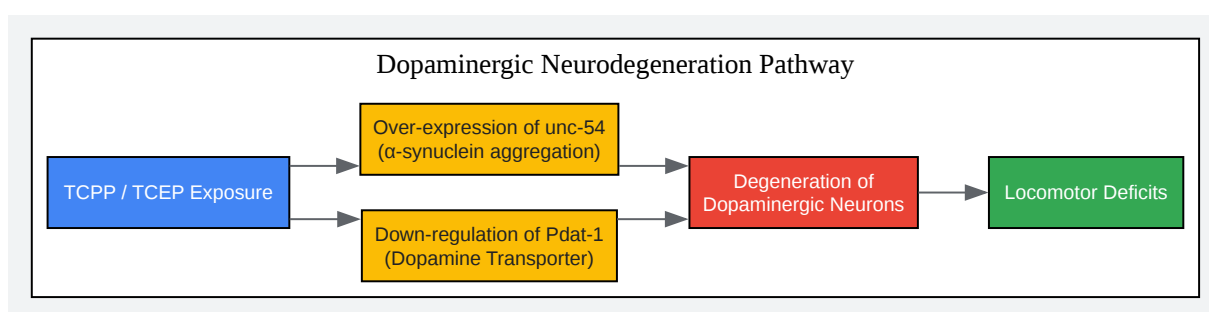 Dopaminergic Neurodegeneration Pathway
TCPP / TCEP Exposure
Over-expression of unc-54
(α-synuclein aggregation)
Down-regulation of Pdat-1
(Dopamine Transporter)
Degeneration of
Dopaminergic Neurons
Locomotor Deficits